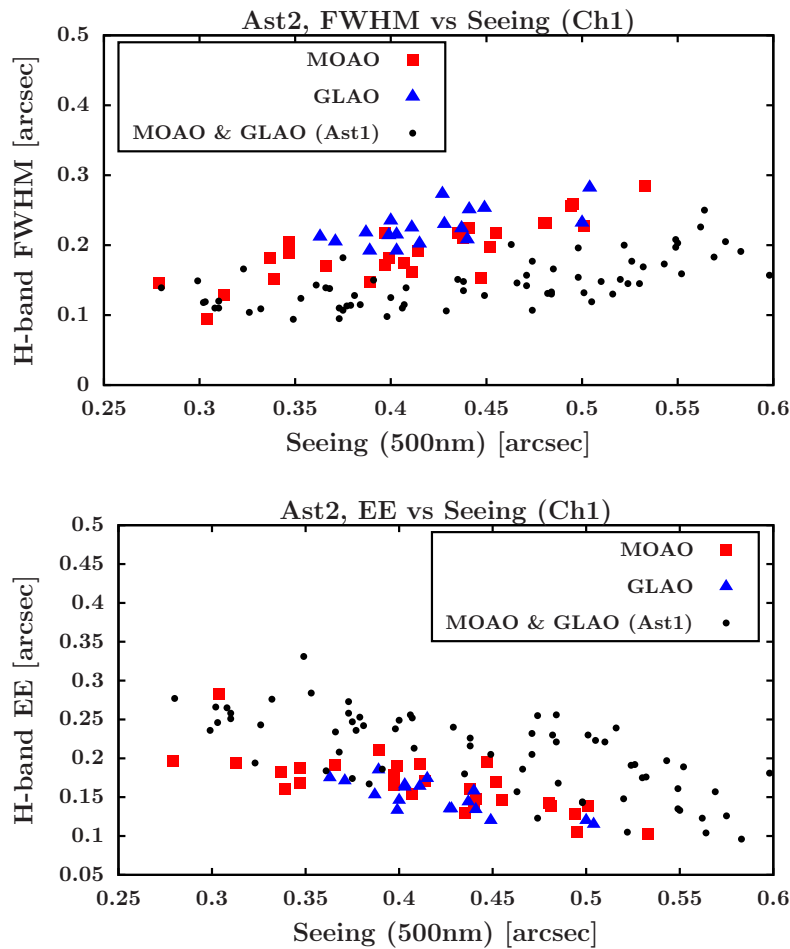 Ast2, FWHM vs Seeing (Ch1)
0.5
0.4
0.3
0.2
0.1
0
H-band FWHM [arcsec]
MOAO
GLAO
MOAO & GLAO (Ast1)
0.25 0.3 0.35 0.4 0.45 0.5 0.55 0.6
Seeing (500nm) [arcsec]
Ast2, EE vs Seeing (Ch1)
0.5
0.45
0.4
0.35
0.3
0.25
0.2
0.15
0.1
0.05
H-band EE [arcsec]
MOAO
GLAO
MOAO & GLAO (Ast1)
0.25 0.3 0.35 0.4 0.45 0.5 0.55 0.6
Seeing (500nm) [arcsec]